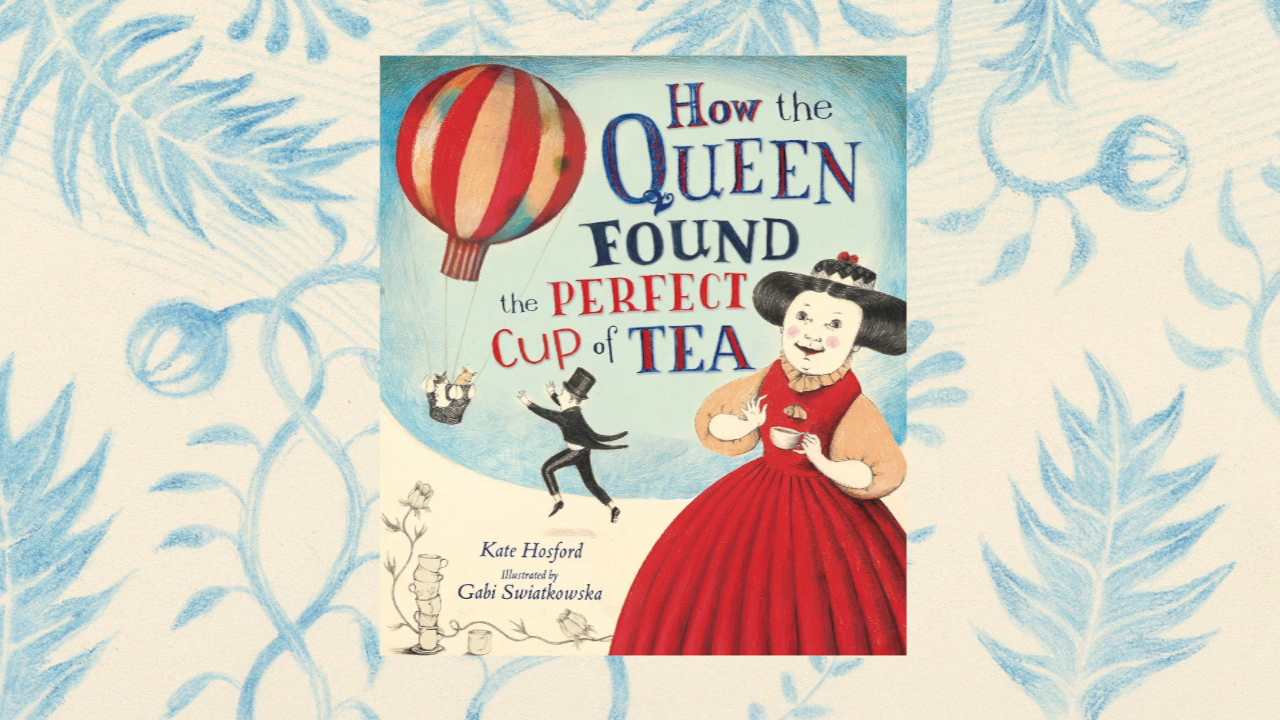 How the
QUEEN
FOUND
the PERFECT
CUP of TEA
Kate Hosford
Illustrated by
Gabi Swiatkowska